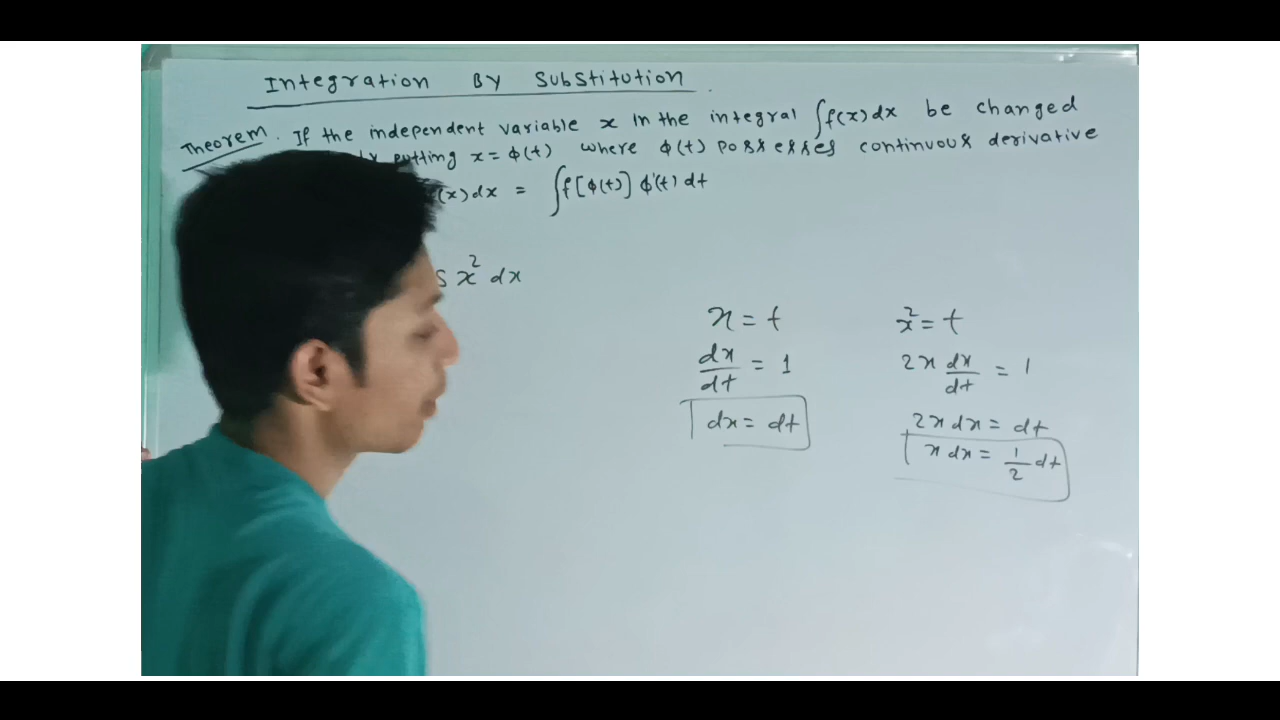 Integration By Substitution
Theorem. If the independent variable x in the integral ∫f(x)dx be changed
putting x = ϕ(t) where ϕ(t) possesses continuous derivative
(x)dx = ∫f[ϕ(t)] ϕ'(t) dt
s x² dx
x = t
dx/dt = 1
dx = dt
x² = t
2x dx/dt = 1
2x dx = dt
x dx = 1/2 dt